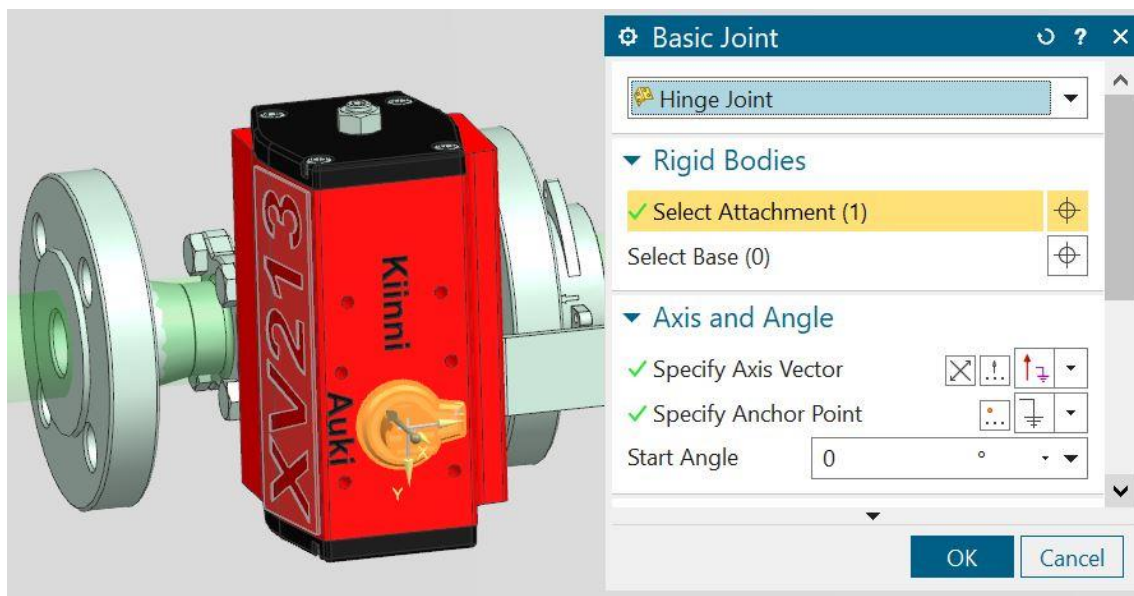 XV213
Kiinni
Auki
X
Y
Basic Joint
?
Hinge Joint
Rigid Bodies
Select Attachment (1)
Select Base (0)
Axis and Angle
Specify Axis Vector
Specify Anchor Point
Start Angle
0
°
OK
Cancel